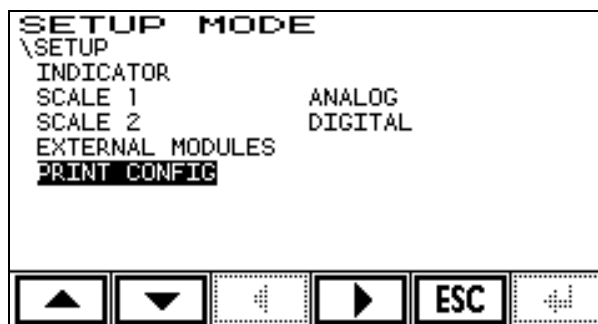 SETUP MODE
\SETUP
INDICATOR
SCALE 1 ANALOG
SCALE 2 DIGITAL
EXTERNAL MODULES
PRINT CONFIG
ESC